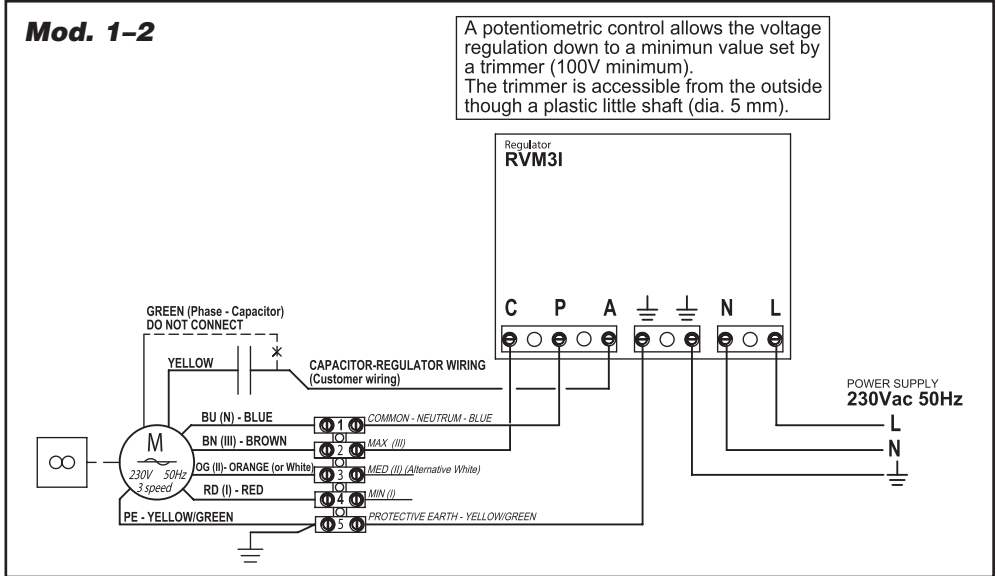 Mod. 1–2
A potentiometric control allows the voltage
regulation down to a minimun value set by
a trimmer (100V minimum).
The trimmer is accessible from the outside
though a plastic little shaft (dia. 5 mm).
Regulator
RVM3I
C P A N L
GREEN (Phase - Capacitor)
DO NOT CONNECT
YELLOW
CAPACITOR-REGULATOR WIRING
(Customer wiring)
POWER SUPPLY
230Vac 50Hz
L
N
BU (N) - BLUE
1
COMMON - NEUTRUM - BLUE
BN (III) - BROWN
2
MAX (III)
OG (II)- ORANGE (or White)
3
MED (II) (Alternative White)
RD (I) - RED
4
MIN (I)
PE - YELLOW/GREEN
5
PROTECTIVE EARTH - YELLOW/GREEN
M
230V 50Hz
3 speed